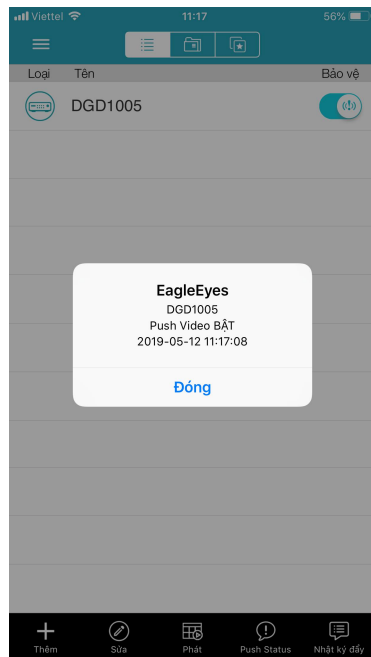 Viettel 11:17 56%
Loại Tên Bảo vệ
DGD1005
EagleEyes
DGD1005
Push Video BẬT
2019-05-12 11:17:08
Đóng
Thêm Sửa Phát Push Status Nhật ký đẩy